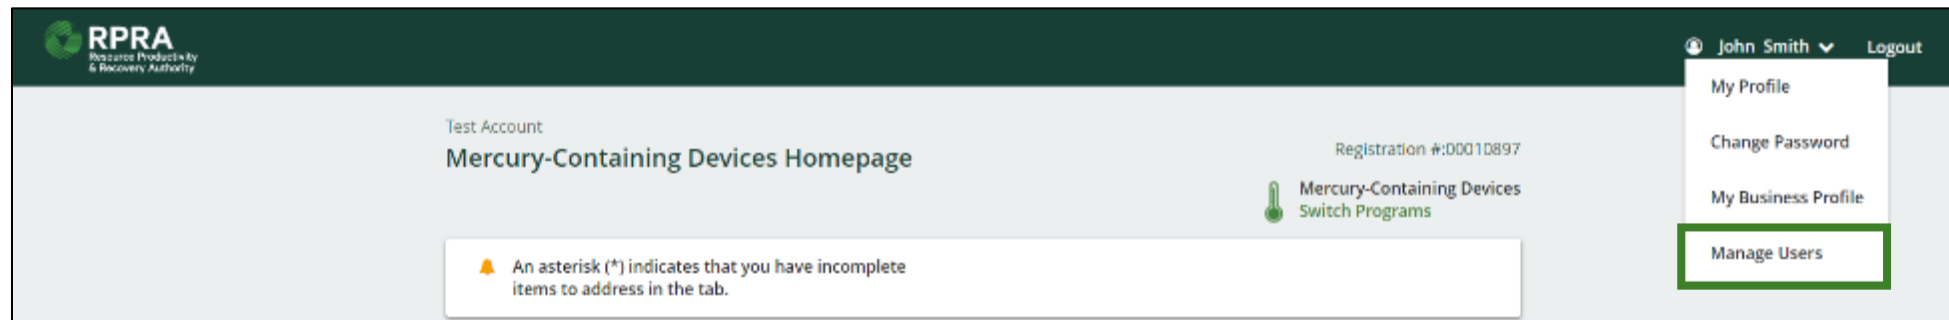 RPRA
Resource Productivity
& Recovery Authority
John Smith
Logout
My Profile
Change Password
My Business Profile
Manage Users
Test Account
Mercury-Containing Devices Homepage
Registration #:00010897
Mercury-Containing Devices
Switch Programs
An asterisk (*) indicates that you have incomplete
items to address in the tab.